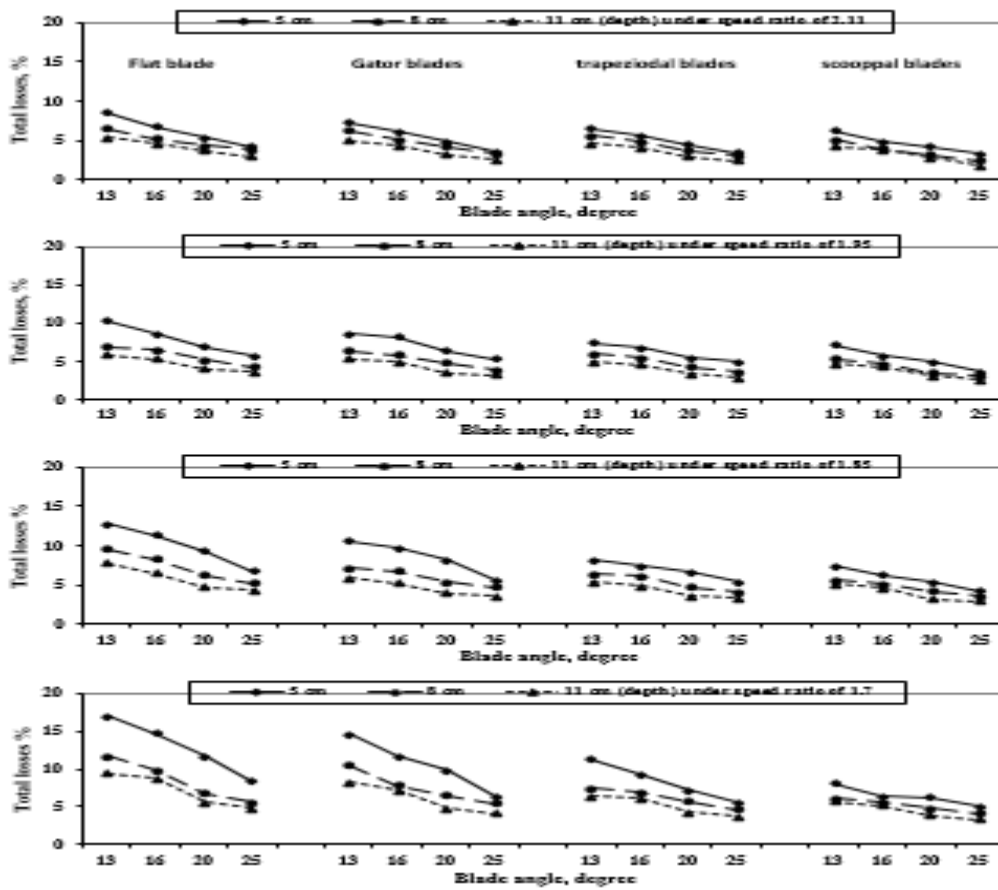 5 cm 8 cm 11 cm (depth) under speed ratio of 2.11
Total losses, %
20
15
10
5
0
Flat blade Gator blades trapeziodal blades scooppal blades
13 16 20 25 13 16 20 25 13 16 20 25 13 16 20 25
Blade angle, degree
5 cm 8 cm 11 cm (depth) under speed ratio of 1.95
Total losses, %
20
15
10
5
0
13 16 20 25 13 16 20 25 13 16 20 25 13 16 20 25
Blade angle, degree
5 cm 8 cm 11 cm (depth) under speed ratio of 1.85
Total losses %
20
15
10
5
0
13 16 20 25 13 16 20 25 13 16 20 25 13 16 20 25
Blade angle, degree
5 cm 8 cm 11 cm (depth) under speed ratio of 1.7
Total losses %
20
15
10
5
0
13 16 20 25 13 16 20 25 13 16 20 25 13 16 20 25
Blade angle, degree